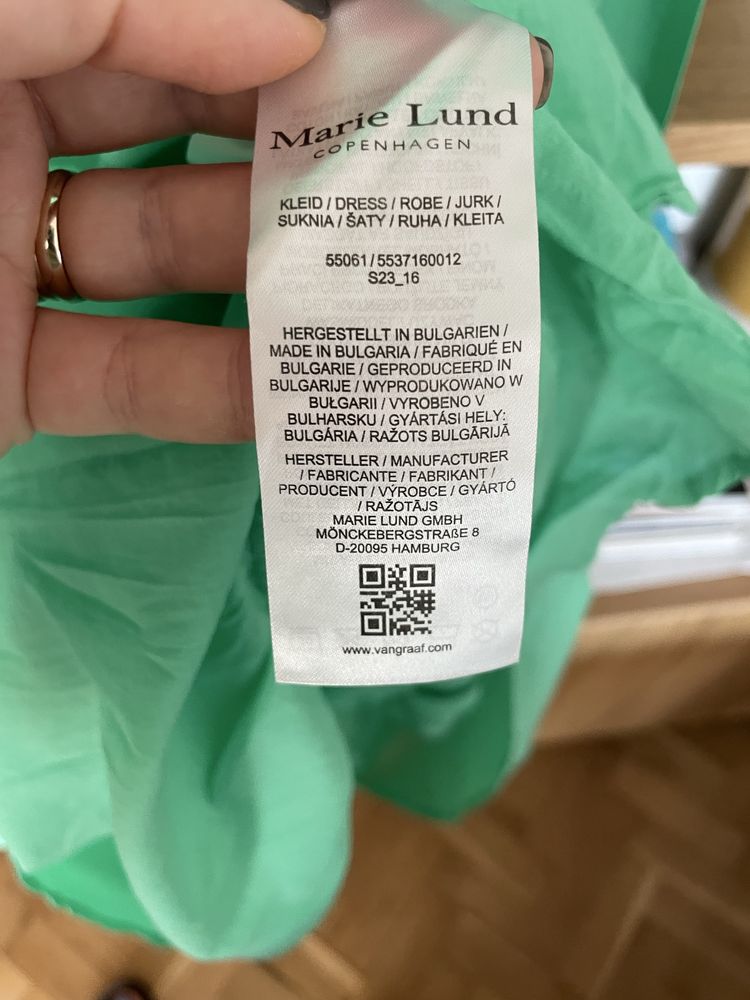 Marie Lund
COPENHAGEN
KLEID / DRESS / ROBE / JURK /
SUKNIA / ŠATY / RUHA / KLEITA
55061 / 5537160012
S23_16
HERGESTELLT IN BULGARIEN /
MADE IN BULGARIA / FABRIQUÉ EN
BULGARIE / GEPRODUCEERD IN
BULGARIJE / WYPRODUKOWANO W
BUŁGARII / VYROBENO V
BULHARSKU / GYÁRTÁSI HELY:
BULGÁRIA / RAŽOTS BULGĀRIJĀ
HERSTELLER / MANUFACTURER
/ FABRICANTE / FABRIKANT /
PRODUCENT / VÝROBCE / GYÁRTÓ
/ RAŽOTĀJS
MARIE LUND GMBH
MÖNCKEBERGSTRAßE 8
D-20095 HAMBURG
www.vangraaf.com